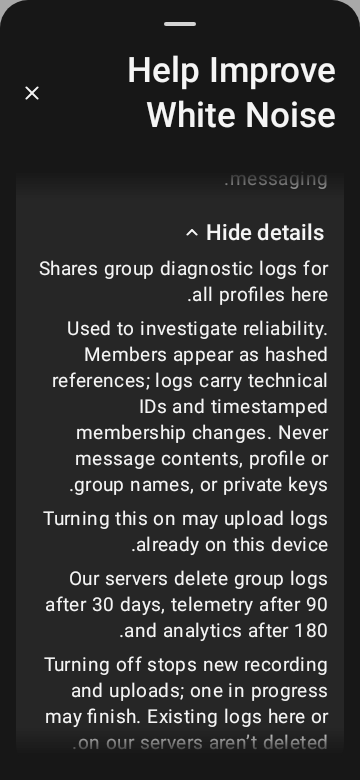 Help Improve
White Noise
messaging.
Hide details
Shares group diagnostic logs for
all profiles here.
Used to investigate reliability.
Members appear as hashed
references; logs carry technical
IDs and timestamped
membership changes. Never
message contents, profile or
group names, or private keys.
Turning this on may upload logs
already on this device.
Our servers delete group logs
after 30 days, telemetry after 90
and analytics after 180.
Turning off stops new recording
and uploads; one in progress
may finish. Existing logs here or
on our servers aren’t deleted.